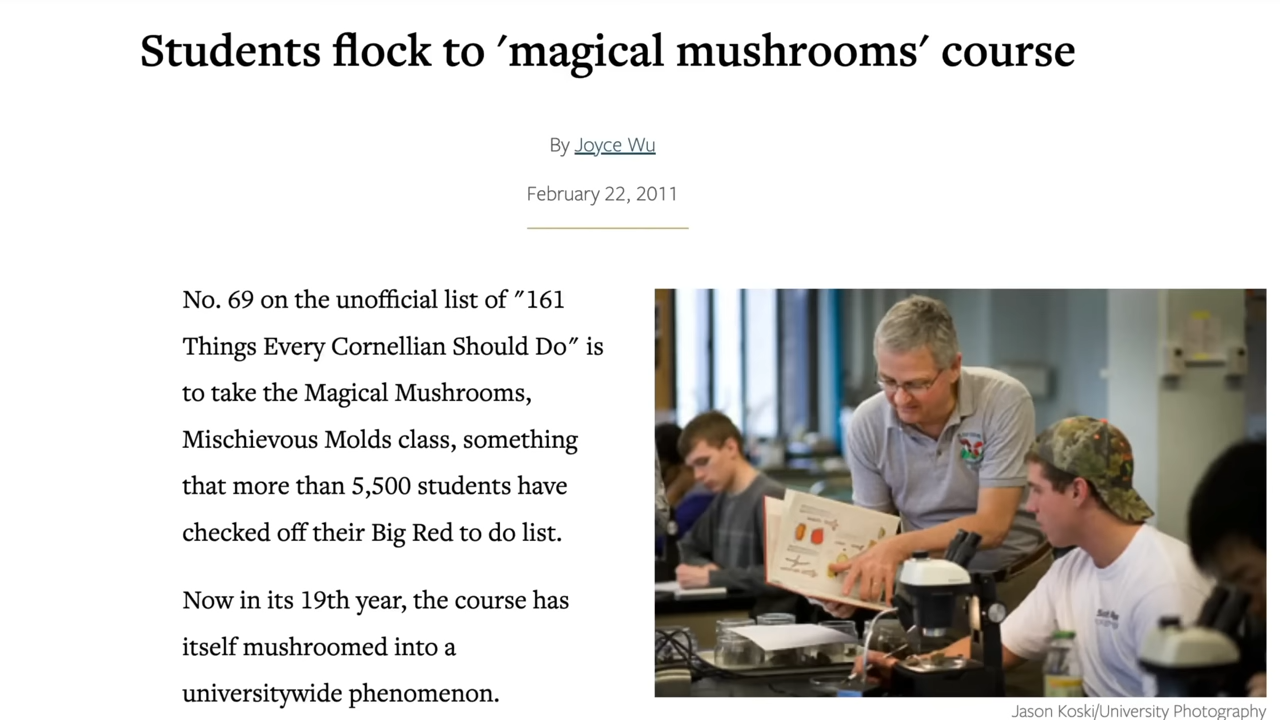 Students flock to 'magical mushrooms' course
By Joyce Wu
February 22, 2011
No. 69 on the unofficial list of "161
Things Every Cornellian Should Do" is
to take the Magical Mushrooms,
Mischievous Molds class, something
that more than 5,500 students have
checked off their Big Red to do list.
Now in its 19th year, the course has
itself mushroomed into a
universitywide phenomenon.
Jason Koski/University Photography